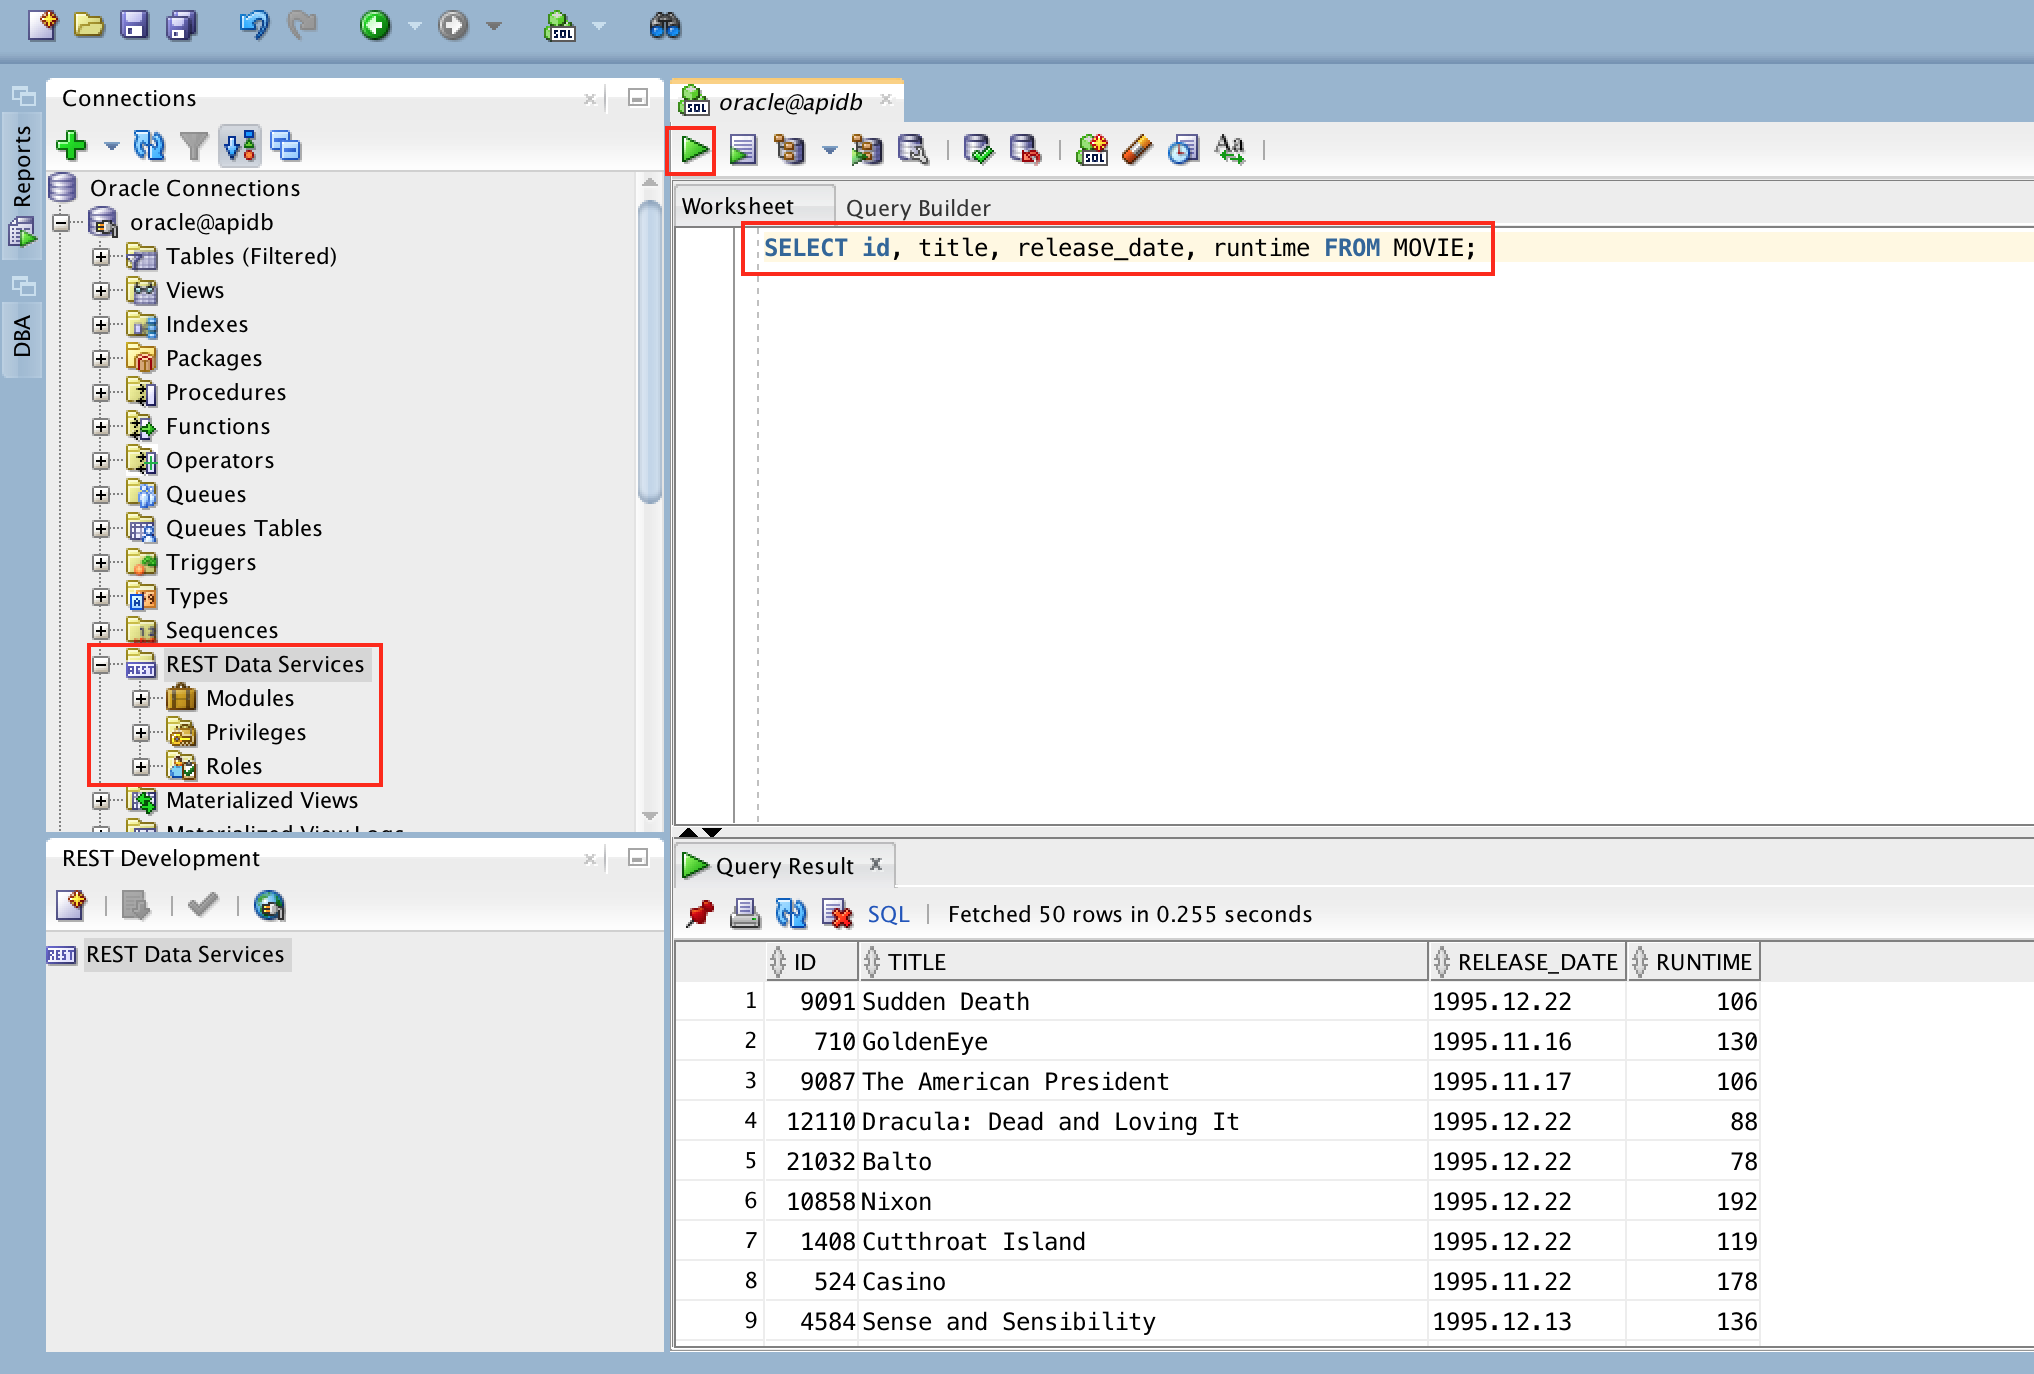 Connections
Reports
DBA
Oracle Connections
oracle@apidb
Tables (Filtered)
Views
Indexes
Packages
Procedures
Functions
Operators
Queues
Queues Tables
Triggers
Types
Sequences
REST Data Services
Modules
Privileges
Roles
Materialized Views
Materialized View Logs
REST Development
REST Data Services
oracle@apidb
Worksheet Query Builder
SELECT id, title, release_date, runtime FROM MOVIE;
Query Result
SQL Fetched 50 rows in 0.255 seconds
ID TITLE RELEASE_DATE RUNTIME
1 9091 Sudden Death 1995.12.22 106
2 710 GoldenEye 1995.11.16 130
3 9087 The American President 1995.11.17 106
4 12110 Dracula: Dead and Loving It 1995.12.22 88
5 21032 Balto 1995.12.22 78
6 10858 Nixon 1995.12.22 192
7 1408 Cutthroat Island 1995.12.22 119
8 524 Casino 1995.11.22 178
9 4584 Sense and Sensibility 1995.12.13 136